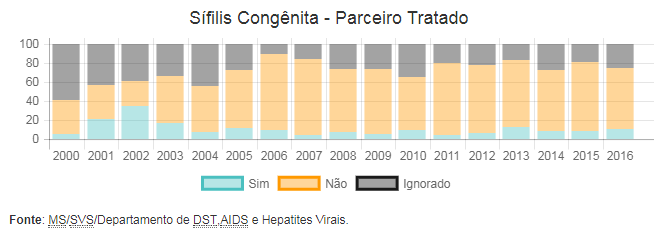 Sífilis Congênita - Parceiro Tratado
100
80
60
40
20
0
2000 2001 2002 2003 2004 2005 2006 2007 2008 2009 2010 2011 2012 2013 2014 2015 2016
Sim Não Ignorado
Fonte: MS/SVS/Departamento de DST,AIDS e Hepatites Virais.